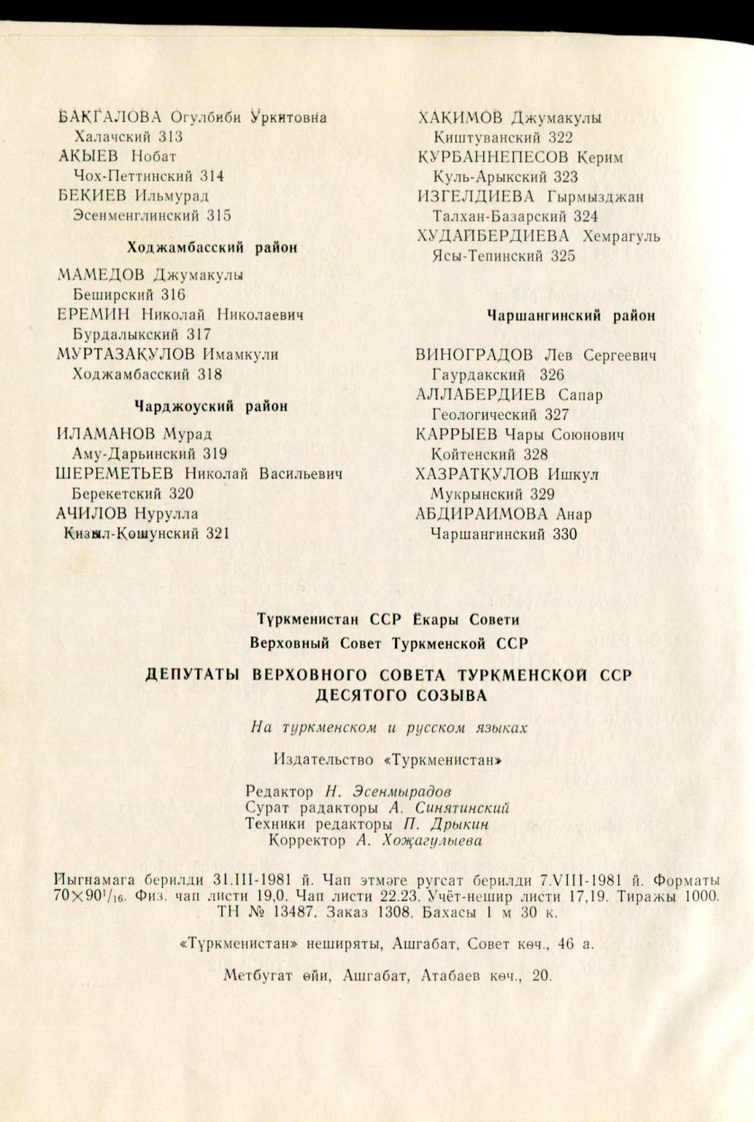 БАКГАЛОВА Огулбиби Уркитовна
Халачский 313
АКЫЕВ Нобат
Чох-Петтинский 314
БЕКИЕВ Ильмурад
Эсенменглинский 315
Ходжамбасский район
МАМЕДОВ Джумакулы
Беширский 316
ЕРЕМИН Николай Николаевич
Бурдалыкский 317
МУРТАЗАКУЛОВ Имамкули
Ходжамбасский 318
Чарджоуский район
ИЛАМАНОВ Мурад
Аму-Дарьинский 319
ШЕРЕМЕТЬЕВ Николай Васильевич
Берекетский 320
АЧИЛОВ Нурулла
Кизыл-Кошунский 321
ХАКИМОВ Джумакулы
Киштуванский 322
КУРБАННЕПЕСОВ Керим
Куль-Арыкский 323
ИЗГЕЛДИЕВА Гырмызджан
Талхан-Базарский 324
ХУДАЙБЕРДИЕВА Хемрагуль
Ясы-Тепинский 325
Чаршангинский район
ВИНОГРАДОВ Лев Сергеевич
Гаурдакский 326
АЛЛАБЕРДИЕВ Сапар
Геологический 327
КАРРЫЕВ Чары Союнович
Койтенский 328
ХАЗРАТКУЛОВ Ишкул
Мукрынский 329
АБДИРАИМОВА Анар
Чаршангинский 330
Түркменистан ССР Ёкары Совети
Верховный Совет Туркменской ССР
ДЕПУТАТЫ ВЕРХОВНОГО СОВЕТА ТУРКМЕНСКОЙ ССР
ДЕСЯТОГО СОЗЫВА
На туркменском и русском языках
Издательство «Туркменистан»
Редактор Н. Эсенмырадов
Сурат радакторы А. Синятинский
Техники редакторы П. Дрыкин
Корректор А. Хоҗагулыева
Йыгнамага берилди 31.III-1981 й. Чап этмәге ругсат берилди 7.VIII-1981 й. Форматы
70×90¹/₁₆. Физ. чап листи 19,0. Чап листи 22.23. Учёт-нешир листи 17,19. Тиражы 1000.
ТН № 13487. Заказ 1308. Бахасы 1 м 30 к.
«Түркменистан» неширяты, Ашгабат, Совет көч., 46 а.
Метбугат өйи, Ашгабат, Атабаев көч., 20.